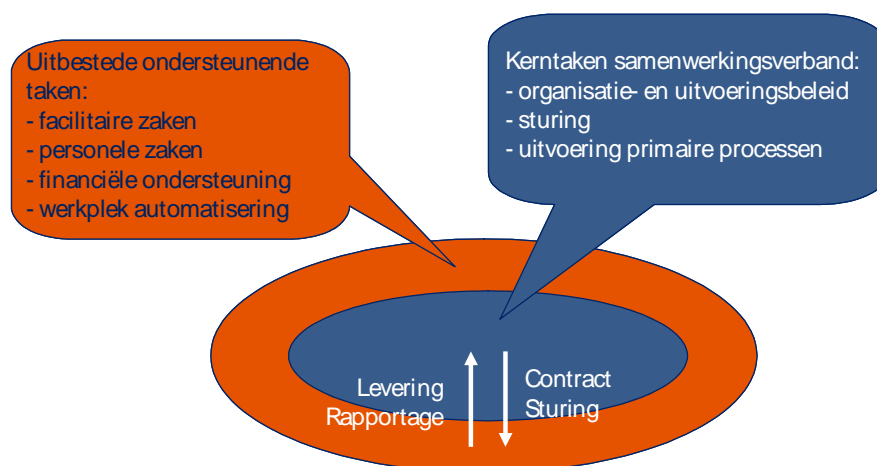 Uitbestede ondersteunende
taken:
- facilitaire zaken
- personele zaken
- financiële ondersteuning
- werkplek automatisering
Kerntaken samenwerkingsverband:
- organisatie- en uitvoeringsbeleid
- sturing
- uitvoering primaire processen
Levering
Rapportage
Contract
Sturing